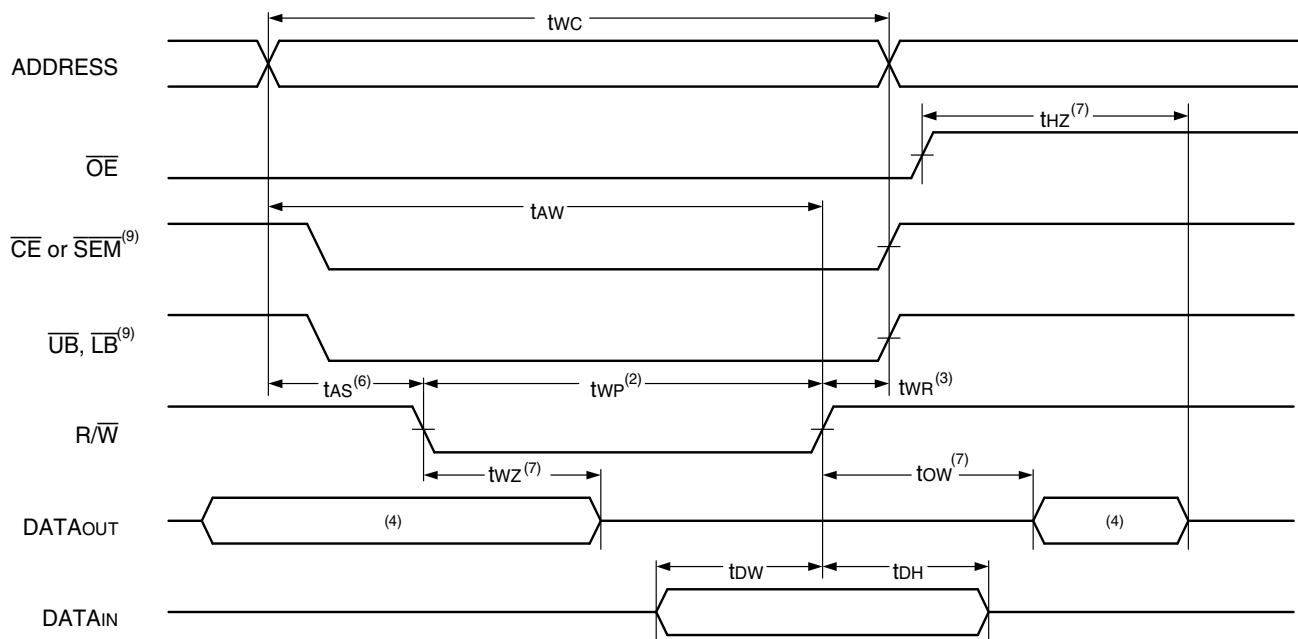 tWC
ADDRESS
tHZ(7)
OE
tAW
CE or SEM(9)
UB, LB(9)
tAS(6) tWP(2) tWR(3)
R/W
tWZ(7) tOW(7)
DATAOUT (4) (4)
tDW tDH
DATAIN